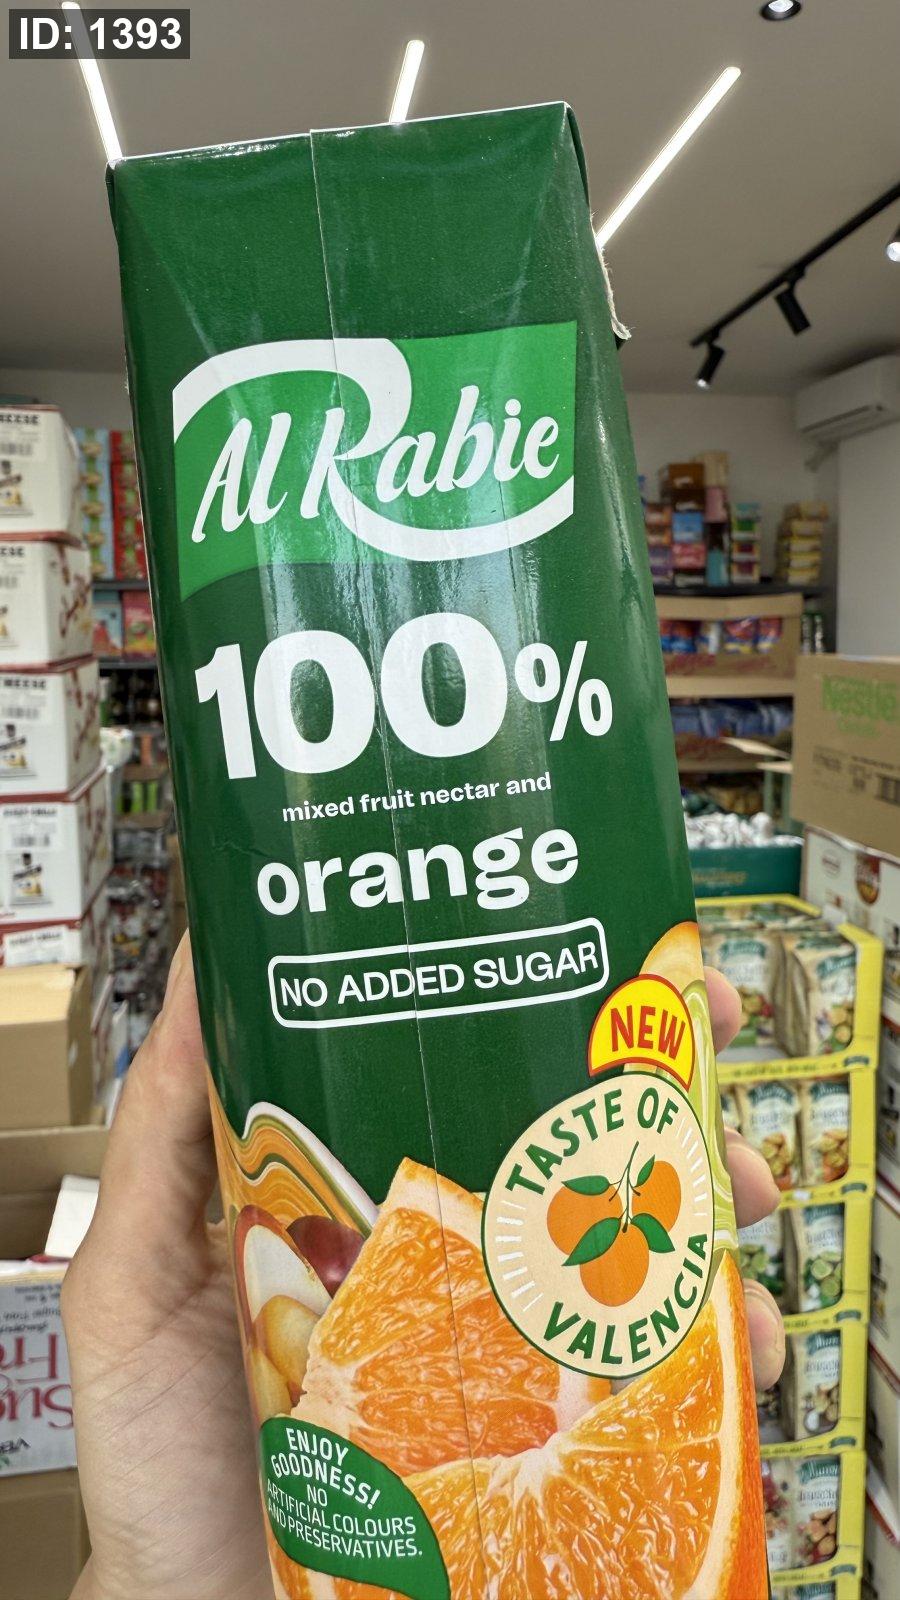 ID: 1393
Al Rabie
100%
mixed fruit nectar and
orange
NO ADDED SUGAR
NEW
TASTE OF
VALENCIA
ENJOY
GOODNESS!
NO
ARTIFICIAL COLOURS
AND PRESERVATIVES.
Nestle